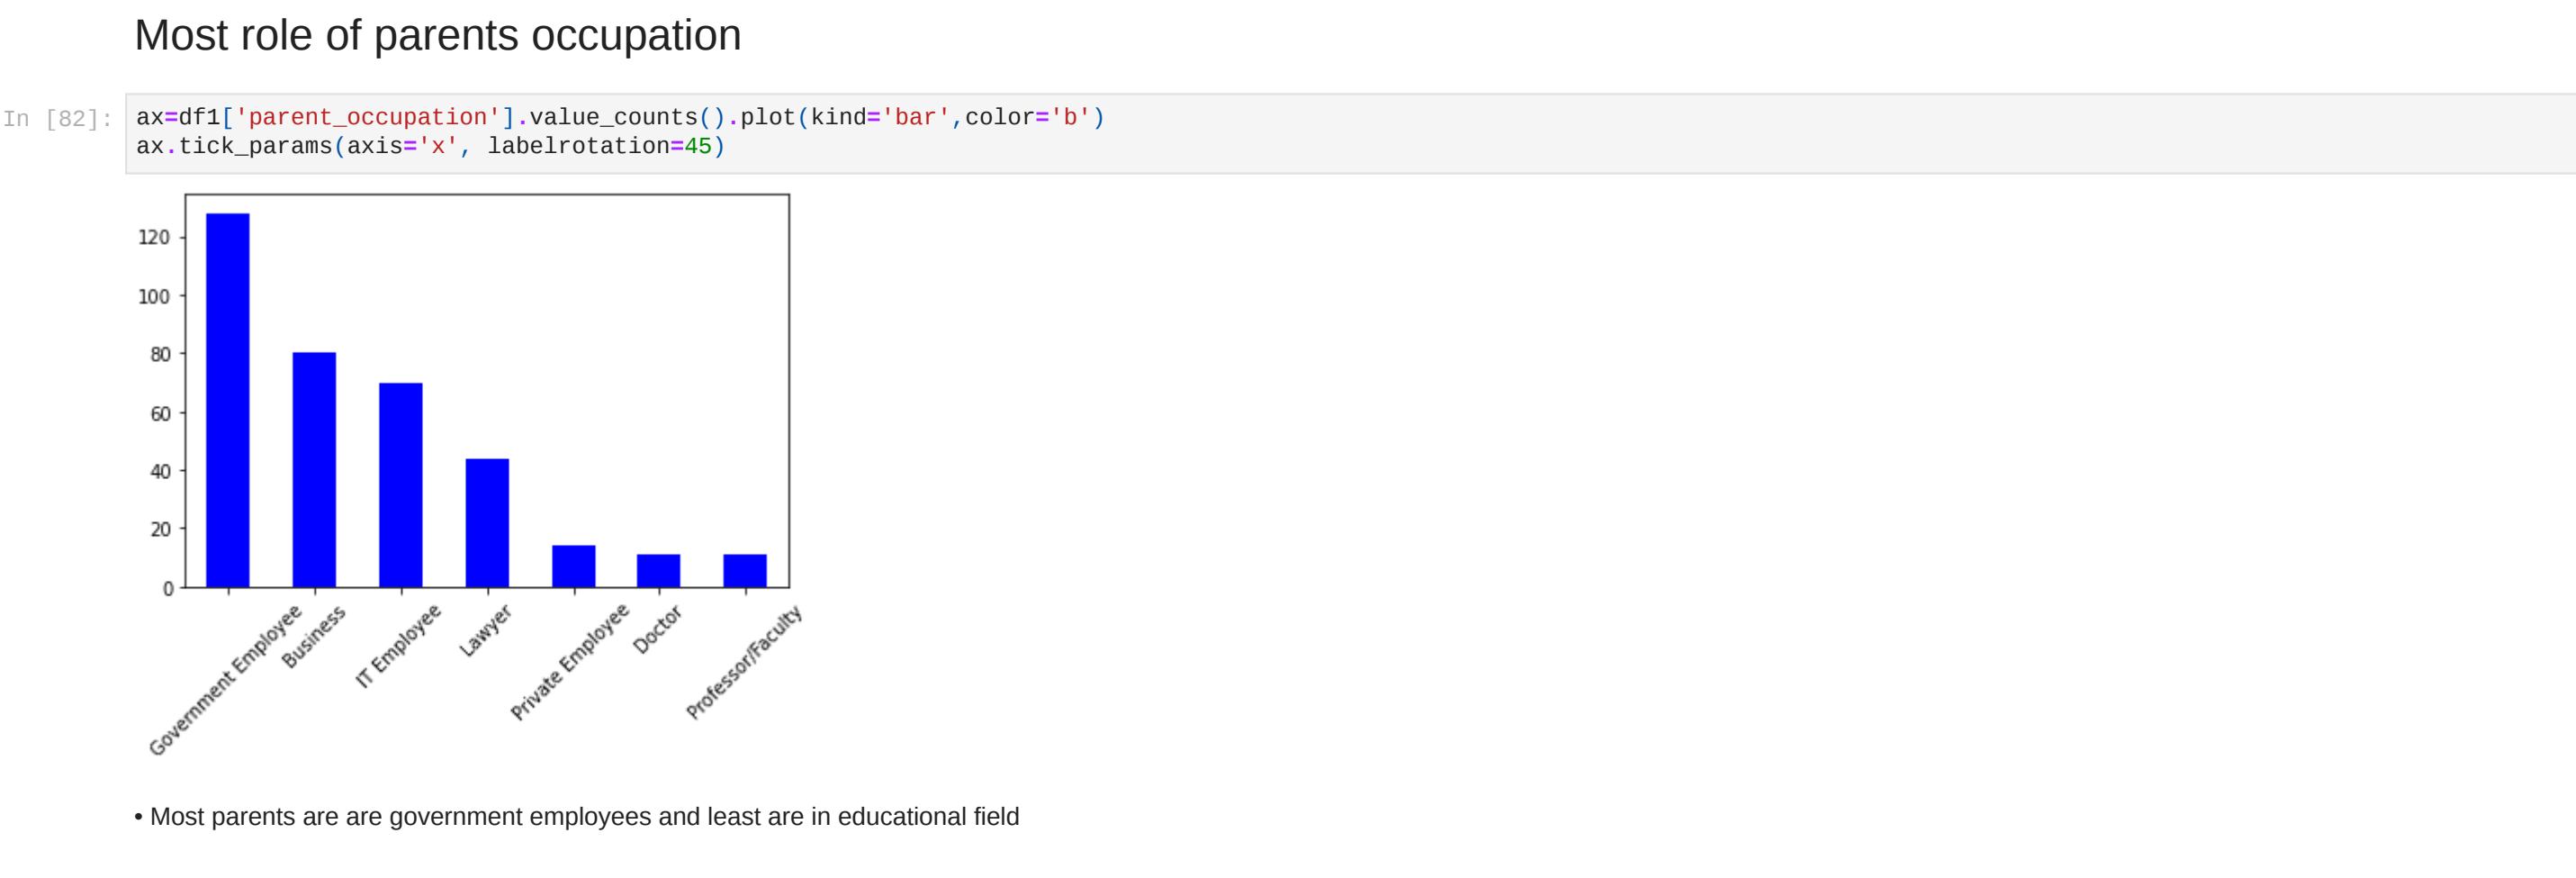 Most role of parents occupation
In [82]:
ax=df1['parent_occupation'].value_counts().plot(kind='bar',color='b')
ax.tick_params(axis='x', labelrotation=45)
120
100
80
60
40
20
0
Government Employee
Business
IT Employee
Lawyer
Private Employee
Doctor
Professor/Faculty
• Most parents are are government employees and least are in educational field